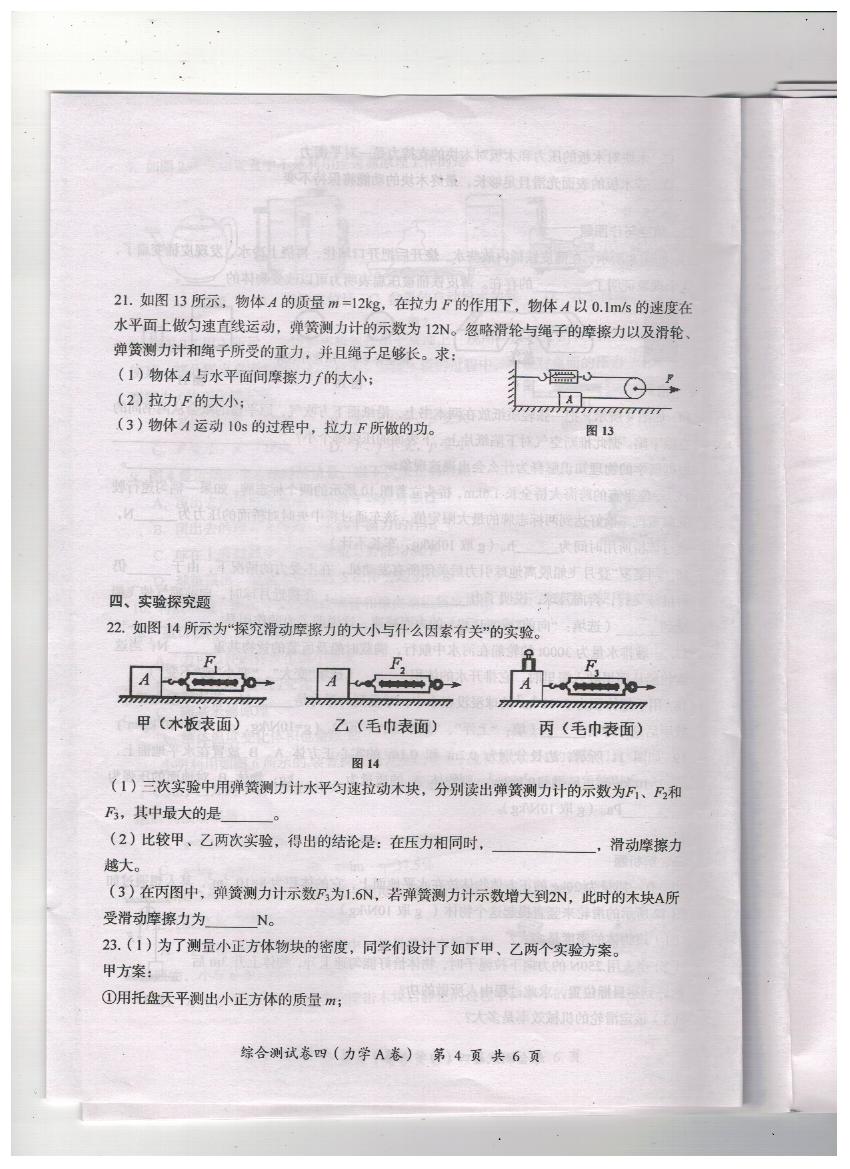 21. 如图 13 所示，物体 A 的质量 m =12kg，在拉力 F 的作用下，物体 A 以 0.1m/s 的速度在
水平面上做匀速直线运动，弹簧测力计的示数为 12N。忽略滑轮与绳子的摩擦力以及滑轮、
弹簧测力计和绳子所受的重力，并且绳子足够长。求：
（1）物体 A 与水平面间摩擦力 f 的大小；
（2）拉力 F 的大小；
（3）物体 A 运动 10s 的过程中，拉力 F 所做的功。
F
A
图 13
四、实验探究题
22. 如图 14 所示为“探究滑动摩擦力的大小与什么因素有关”的实验。
A F1 A F2 A F3
甲（木板表面） 乙（毛巾表面） 丙（毛巾表面）
图 14
（1）三次实验中用弹簧测力计水平匀速拉动木块，分别读出弹簧测力计的示数为F1、F2和
F3，其中最大的是______。
（2）比较甲、乙两次实验，得出的结论是：在压力相同时，____________，滑动摩擦力
越大。
（3）在丙图中，弹簧测力计示数F3为1.6N，若弹簧测力计示数增大到2N，此时的木块A所
受滑动摩擦力为______N。
23.（1）为了测量小正方体物块的密度，同学们设计了如下甲、乙两个实验方案。
甲方案：
①用托盘天平测出小正方体的质量 m；
综合测试卷四（力学 A 卷） 第 4 页 共 6 页